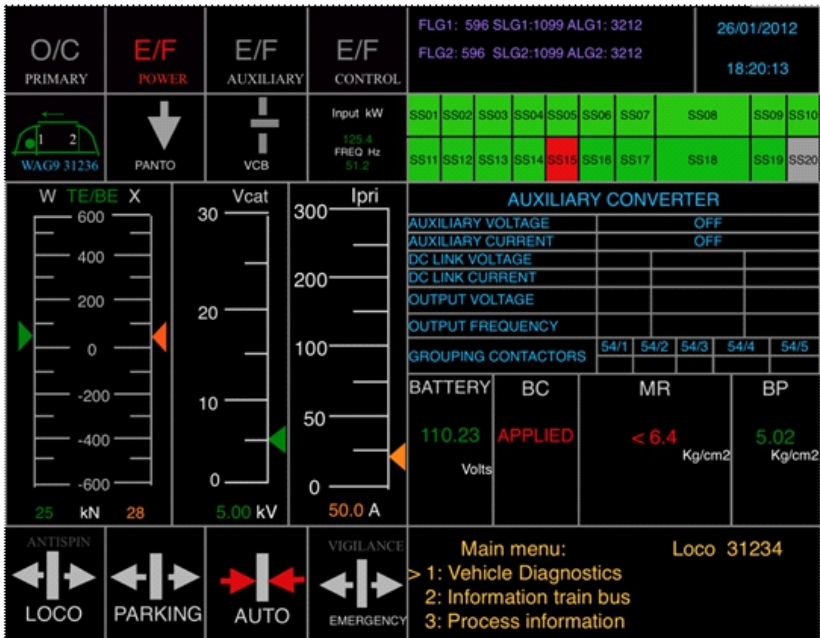 O/C
PRIMARY
E/F
POWER
E/F
AUXILIARY
E/F
CONTROL
FLG1: 596 SLG1:1099 ALG1: 3212
FLG2: 596 SLG2:1099 ALG2: 3212
26/01/2012
18:20:13
1 2
WAG9 31236
PANTO
VCB
Input kW
125.4
FREQ Hz
51.2
SS01 SS02 SS03 SS04 SS05 SS06 SS07 SS08 SS09 SS10
SS11 SS12 SS13 SS14 SS15 SS16 SS17 SS18 SS19 SS20
W TE/BE X
600
400
200
0
-200
-400
-600
25 kN 28
Vcat
30
20
10
0
5.00 kV
Ipri
300
200
100
50
0
50.0 A
AUXILIARY CONVERTER
AUXILIARY VOLTAGE OFF
AUXILIARY CURRENT OFF
DC LINK VOLTAGE
DC LINK CURRENT
OUTPUT VOLTAGE
OUTPUT FREQUENCY
GROUPING CONTACTORS 54/1 54/2 54/3 54/4 54/5
BATTERY
110.23
Volts
BC
APPLIED
MR
< 6.4
Kg/cm2
BP
5.02
Kg/cm2
ANTISPIN
LOCO
PARKING
AUTO
VIGILANCE
EMERGENCY
Main menu: Loco 31234
> 1: Vehicle Diagnostics
2: Information train bus
3: Process information